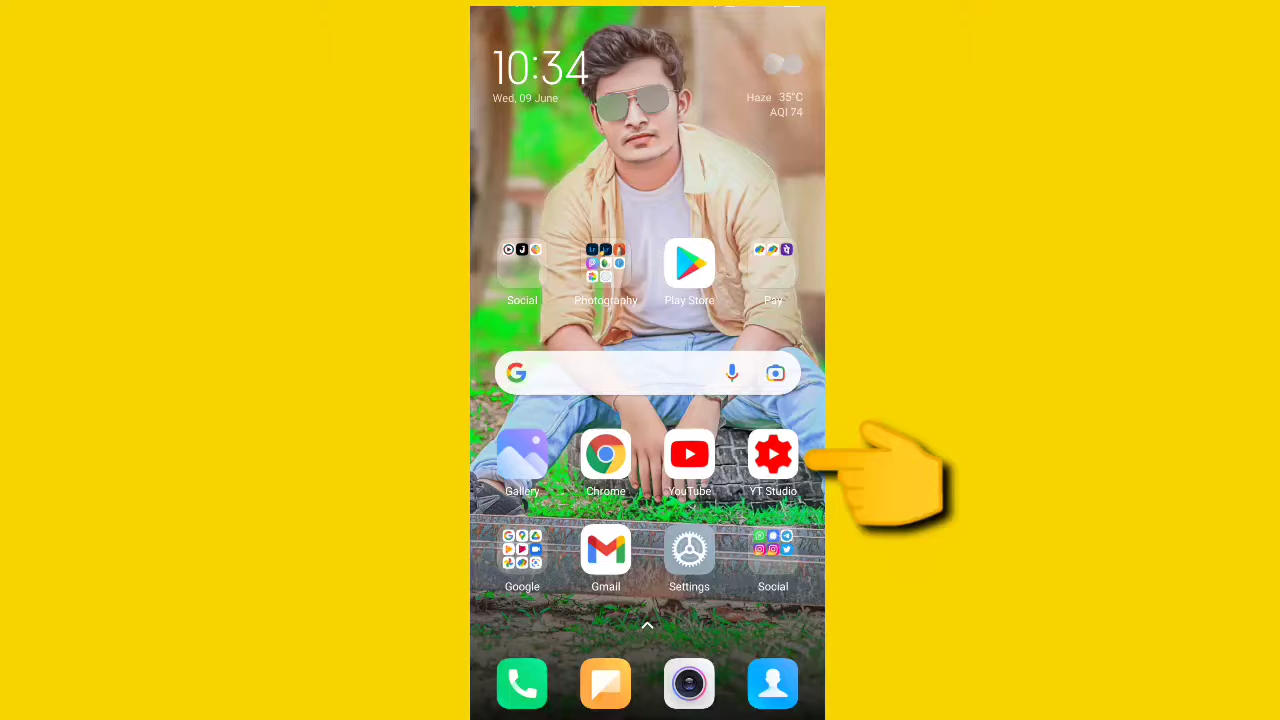 10:34
Wed, 09 June
Haze 35°C
AQI 74
Social
Photography
Play Store
Pay
Gallery
Chrome
YouTube
YT Studio
Google
Gmail
Settings
Social